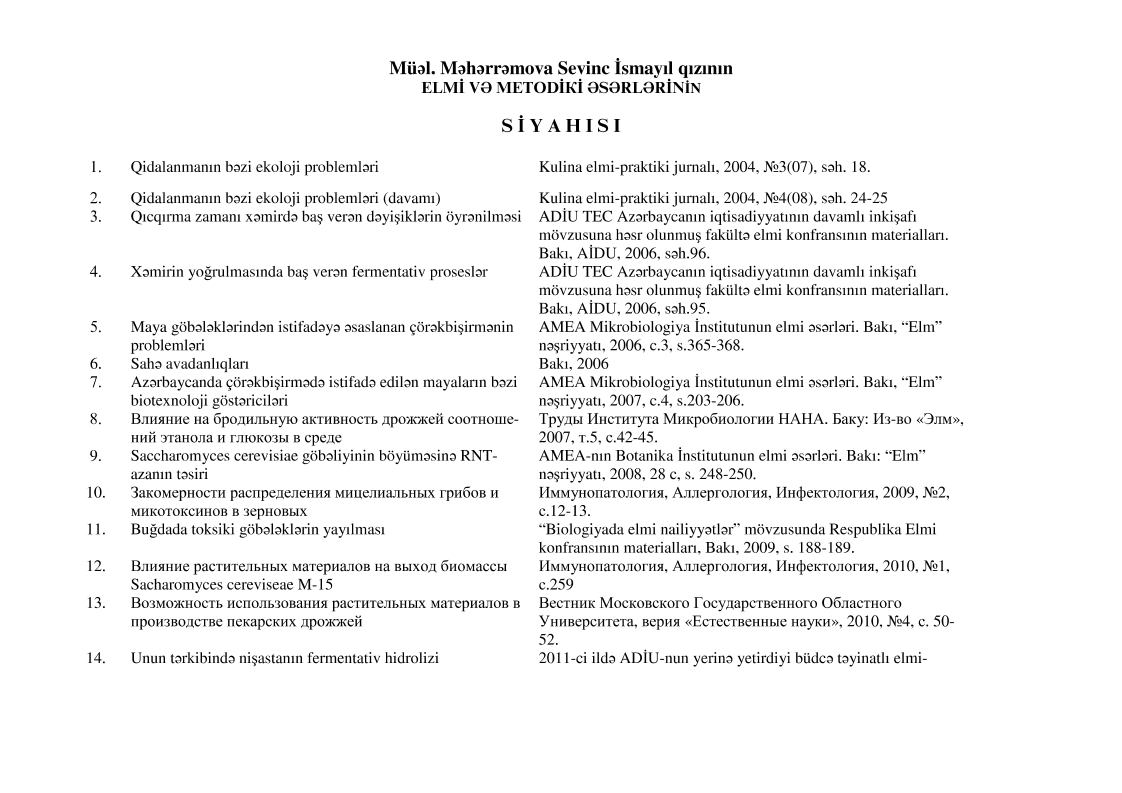 Müəl. Məhərrəmova Sevinc İsmayıl qızının
ELMİ VƏ METODİKİ ƏSƏRLƏRİNİN
S İ Y A H I S I
1. Qidalanmanın bəzi ekoloji problemləri Kulina elmi-praktiki jurnalı, 2004, №3(07), səh. 18.
2. Qidalanmanın bəzi ekoloji problemləri (davamı) Kulina elmi-praktiki jurnalı, 2004, №4(08), səh. 24-25
3. Qıcqırma zamanı xəmirdə baş verən dəyişiklərin öyrənilməsi ADİU TEC Azərbaycanın iqtisadiyyatının davamlı inkişafı
mövzusuna həsr olunmuş fakültə elmi konfransının materialları.
Bakı, AİDU, 2006, səh.96.
4. Xəmirin yoğrulmasında baş verən fermentativ proseslər ADİU TEC Azərbaycanın iqtisadiyyatının davamlı inkişafı
mövzusuna həsr olunmuş fakültə elmi konfransının materialları.
Bakı, AİDU, 2006, səh.95.
5. Maya göbələklərindən istifadəyə əsaslanan çörəkbişirmənin AMEA Mikrobiologiya İnstitutunun elmi əsərləri. Bakı, “Elm”
problemləri nəşriyyatı, 2006, c.3, s.365-368.
6. Sahə avadanlıqları Bakı, 2006
7. Azərbaycanda çörəkbişirmədə istifadə edilən mayaların bəzi AMEA Mikrobiologiya İnstitutunun elmi əsərləri. Bakı, “Elm”
biotexnoloji göstəriciləri nəşriyyatı, 2007, c.4, s.203-206.
8. Влияние на бродильную активность дрожжей соотноше- Труды Института Микробиологии НАНА. Баку: Из-во «Элм»,
ний этанола и глюкозы в среде 2007, т.5, с.42-45.
9. Saccharomyces cerevisiae göbəliyinin böyüməsinə RNT- AMEA-nın Botanika İnstitutunun elmi əsərləri. Bakı: “Elm”
azanın təsiri nəşriyyatı, 2008, 28 c, s. 248-250.
10. Закомерности распределения мицелиальных грибов и Иммунопатология, Аллергология, Инфектология, 2009, №2,
микотоксинов в зерновых с.12-13.
11. Buğdada toksiki göbələklərin yayılması “Biologiyada elmi nailiyyətlər” mövzusunda Respublika Elmi
konfransının materialları, Bakı, 2009, s. 188-189.
12. Влияние растительных материалов на выход биомассы Иммунопатология, Аллергология, Инфектология, 2010, №1,
Sacharomyces cereviseae M-15 с.259
13. Возможность использования растительных материалов в Вестник Московского Государственного Областного
производстве пекарских дрожжей Университета, верия «Естественные науки», 2010, №4, с. 50-
52.
14. Unun tərkibində nişastanın fermentativ hidrolizi 2011-ci ildə ADİU-nun yerinə yetirdiyi büdcə təyinatlı elmi-